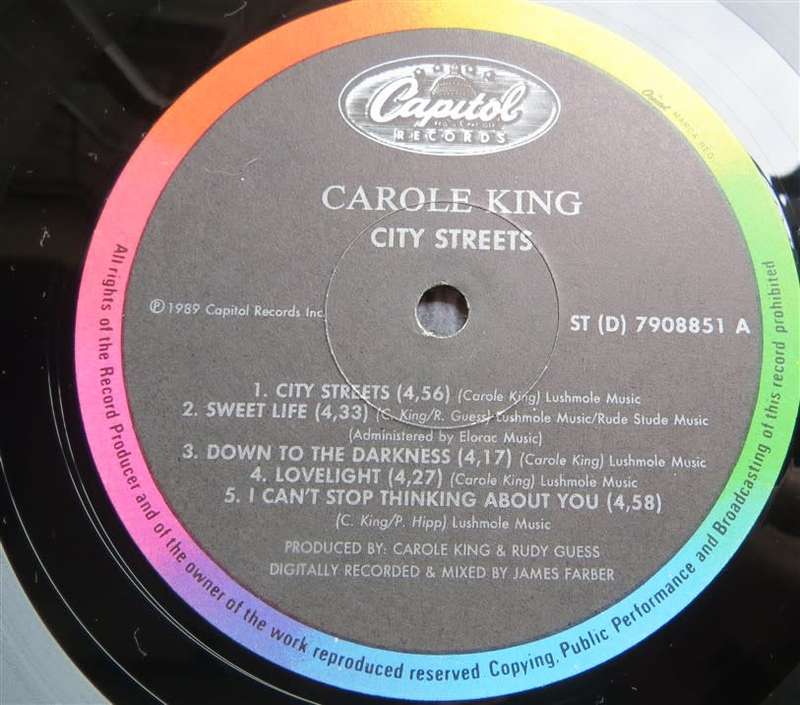 Capitol
RECORDS
Capitol MARCA REG.
CAROLE KING
CITY STREETS
℗ 1989 Capitol Records Inc.
ST (D) 7908851 A
1. CITY STREETS (4,56) (Carole King) Lushmole Music
2. SWEET LIFE (4,33) (C. King/R. Guess) Lushmole Music/Rude Stude Music
(Administered by Elorac Music)
3. DOWN TO THE DARKNESS (4,17) (Carole King) Lushmole Music
4. LOVELIGHT (4,27) (Carole King) Lushmole Music
5. I CAN'T STOP THINKING ABOUT YOU (4,58)
(C. King/P. Hipp) Lushmole Music
PRODUCED BY: CAROLE KING & RUDY GUESS
DIGITALLY RECORDED & MIXED BY JAMES FARBER
All rights of the Record Producer and of the owner of the work reproduced reserved. Copying, Public Performance and Broadcasting of this record prohibited